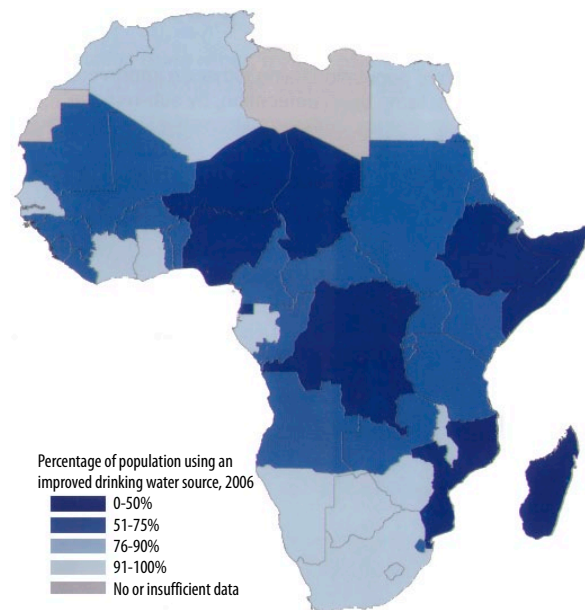 Percentage of population using an
improved drinking water source, 2006
0-50%
51-75%
76-90%
91-100%
No or insufficient data